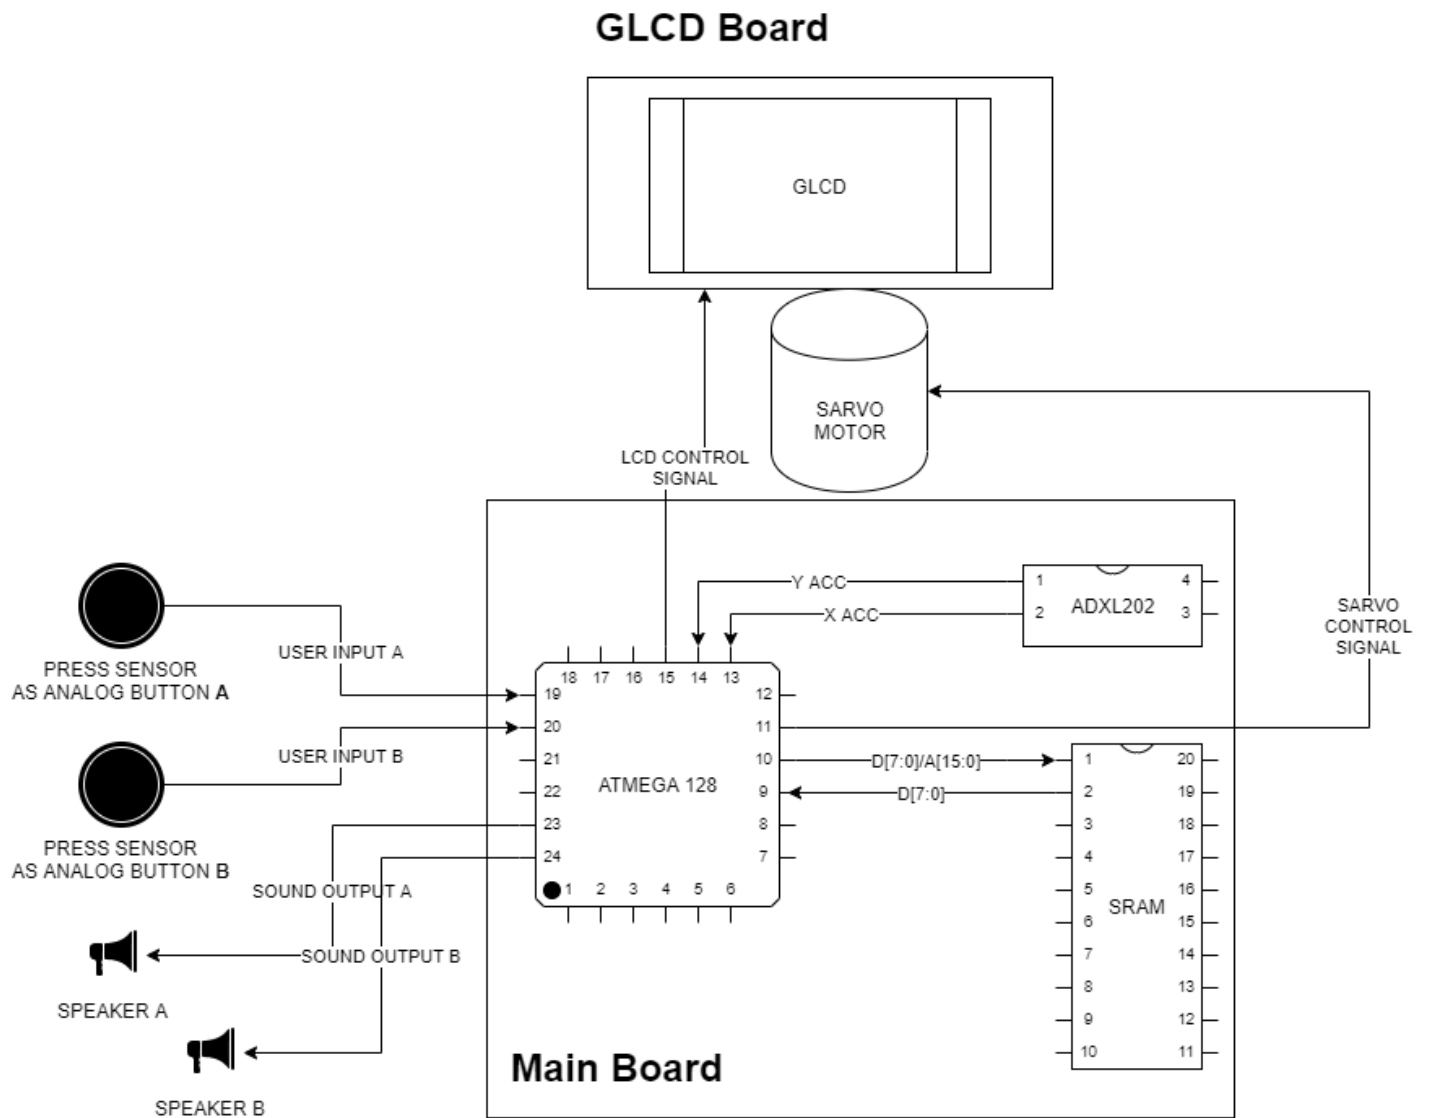 GLCD Board
GLCD
SARVO
MOTOR
LCD CONTROL
SIGNAL
Y ACC
X ACC
1
2
4
3
ADXL202
SARVO
CONTROL
SIGNAL
PRESS SENSOR
AS ANALOG BUTTON A
USER INPUT A
USER INPUT B
PRESS SENSOR
AS ANALOG BUTTON B
18 17 16 15 14 13
19
20
21
22
23
24
12
11
10
9
8
7
ATMEGA 128
1 2 3 4 5 6
D[7:0]/A[15:0]
D[7:0]
1
2
3
4
5
6
7
8
9
10
20
19
18
17
16
15
14
13
12
11
SRAM
SOUND OUTPUT A
SOUND OUTPUT B
SPEAKER A
SPEAKER B
Main Board